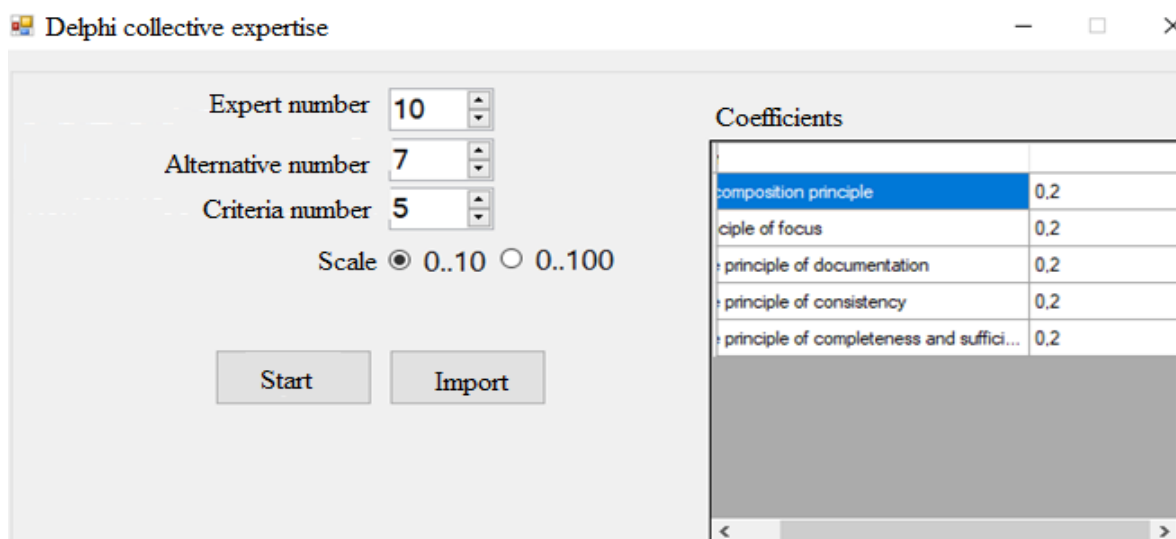 Delphi collective expertise
Expert number 10
Alternative number 7
Criteria number 5
Scale 0..10 0..100
Start Import
Coefficients
composition principle 0,2
ciple of focus 0,2
principle of documentation 0,2
principle of consistency 0,2
principle of completeness and suffici... 0,2